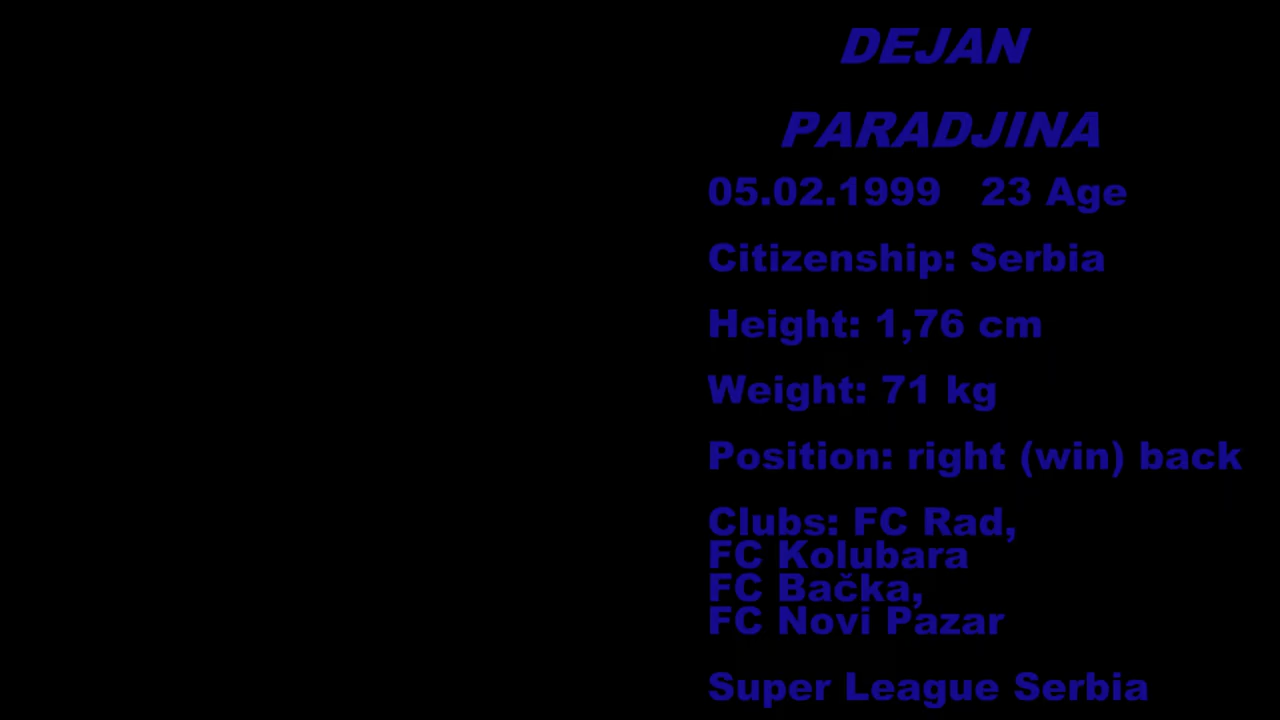 DEJAN
PARADJINA
05.02.1999 23 Age
Citizenship: Serbia
Height: 1,76 cm
Weight: 71 kg
Position: right (win) back
Clubs: FC Rad,
FC Kolubara
FC Bačka,
FC Novi Pazar
Super League Serbia